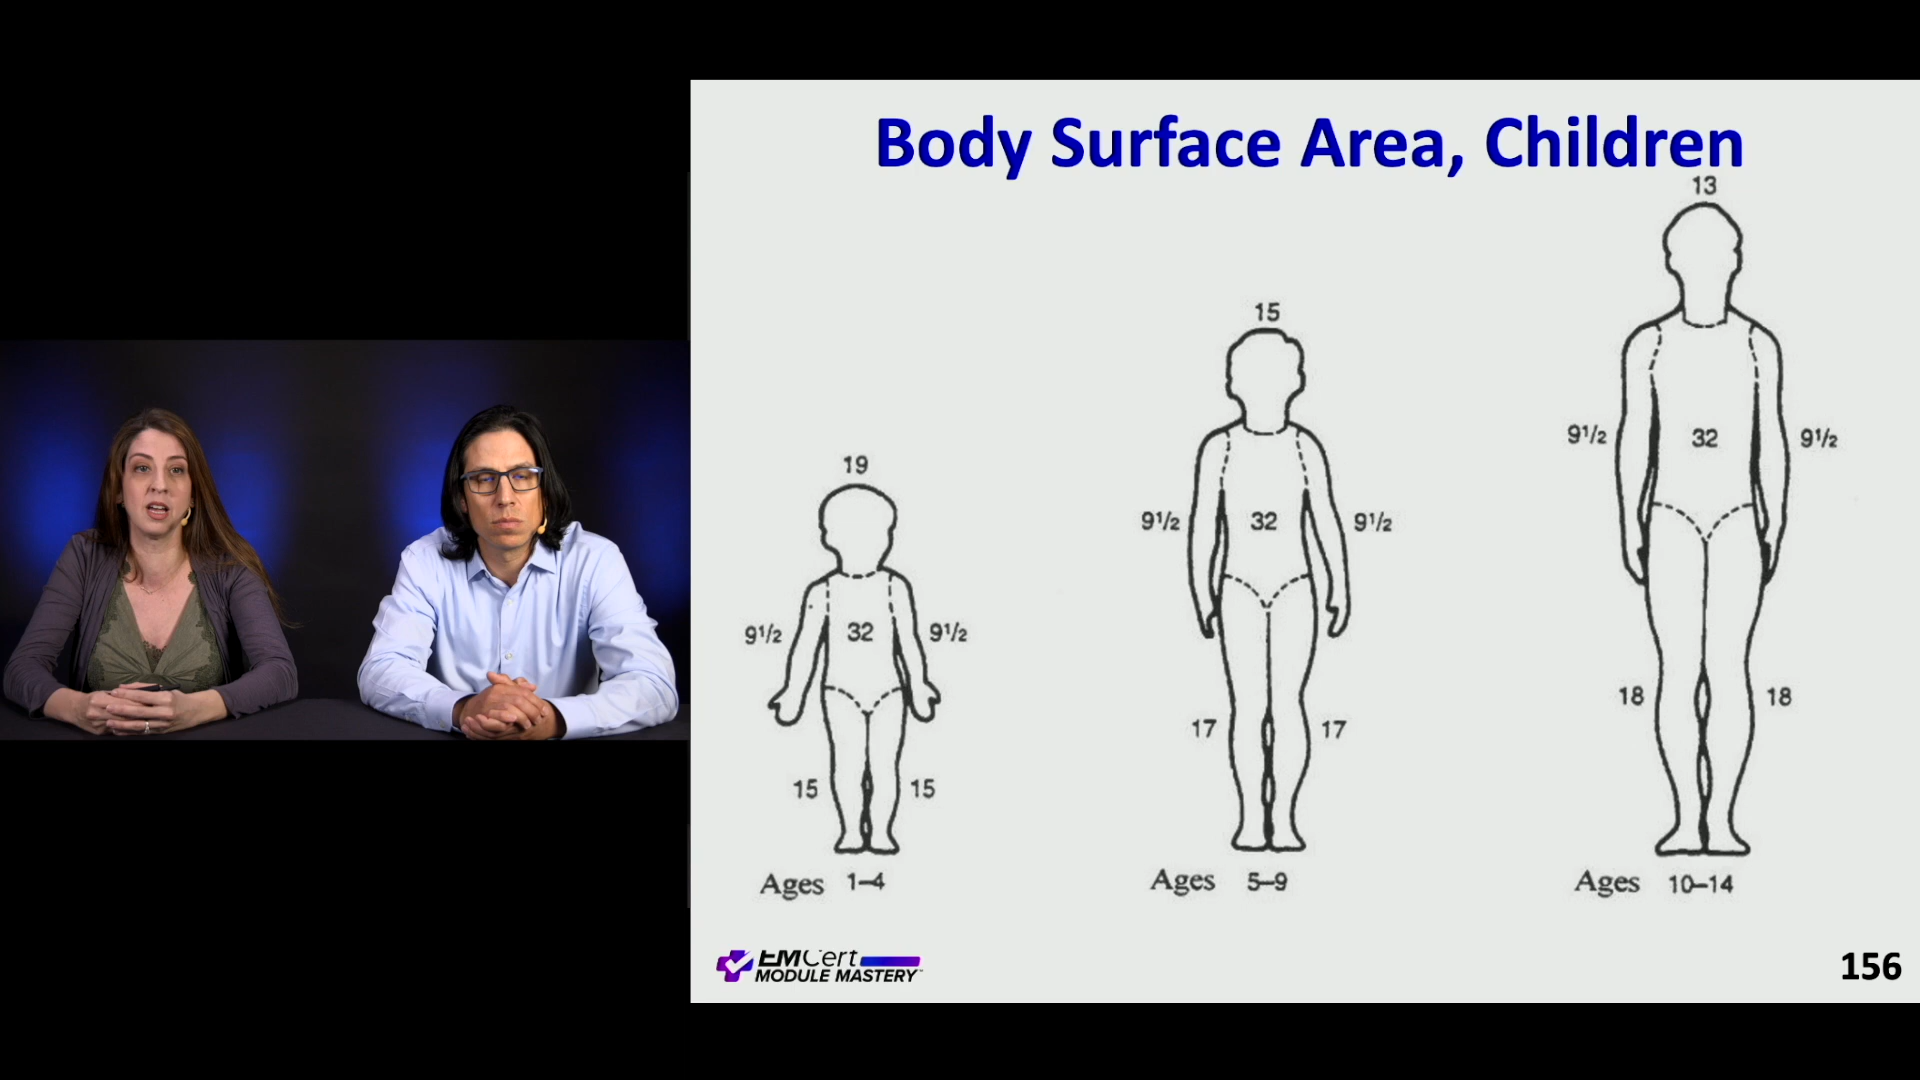 Body Surface Area, Children
13
15
9½ 32 9½
19
9½ 32 9½
9½ 32 9½
18 18
17 17
15 15
Ages 1–4
Ages 5–9
Ages 10–14
EMCert
MODULE MASTERY™
156